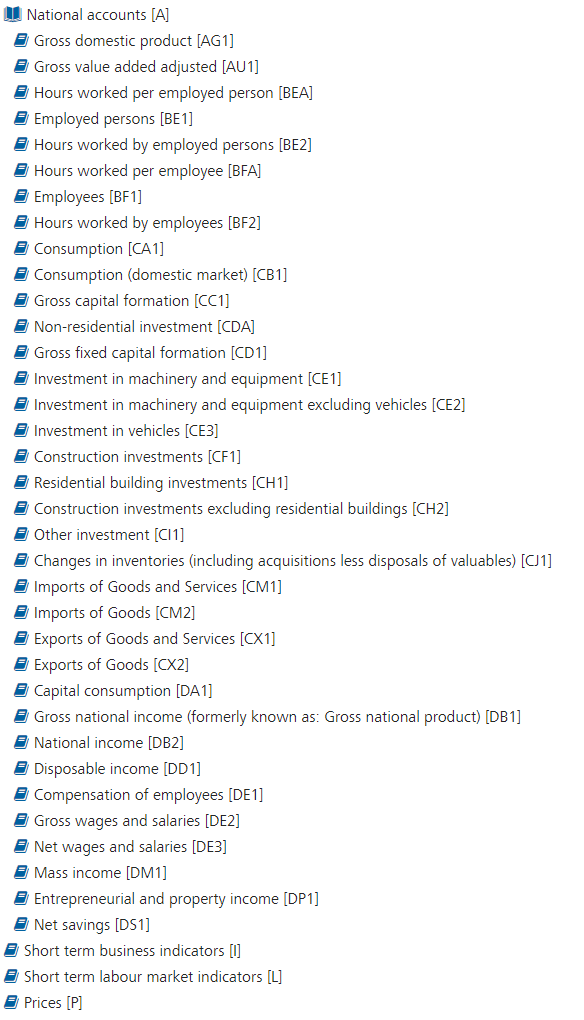 National accounts [A]
Gross domestic product [AG1]
Gross value added adjusted [AU1]
Hours worked per employed person [BEA]
Employed persons [BE1]
Hours worked by employed persons [BE2]
Hours worked per employee [BFA]
Employees [BF1]
Hours worked by employees [BF2]
Consumption [CA1]
Consumption (domestic market) [CB1]
Gross capital formation [CC1]
Non-residential investment [CDA]
Gross fixed capital formation [CD1]
Investment in machinery and equipment [CE1]
Investment in machinery and equipment excluding vehicles [CE2]
Investment in vehicles [CE3]
Construction investments [CF1]
Residential building investments [CH1]
Construction investments excluding residential buildings [CH2]
Other investment [CI1]
Changes in inventories (including acquisitions less disposals of valuables) [CJ1]
Imports of Goods and Services [CM1]
Imports of Goods [CM2]
Exports of Goods and Services [CX1]
Exports of Goods [CX2]
Capital consumption [DA1]
Gross national income (formerly known as: Gross national product) [DB1]
National income [DB2]
Disposable income [DD1]
Compensation of employees [DE1]
Gross wages and salaries [DE2]
Net wages and salaries [DE3]
Mass income [DM1]
Entrepreneurial and property income [DP1]
Net savings [DS1]
Short term business indicators [I]
Short term labour market indicators [L]
Prices [P]